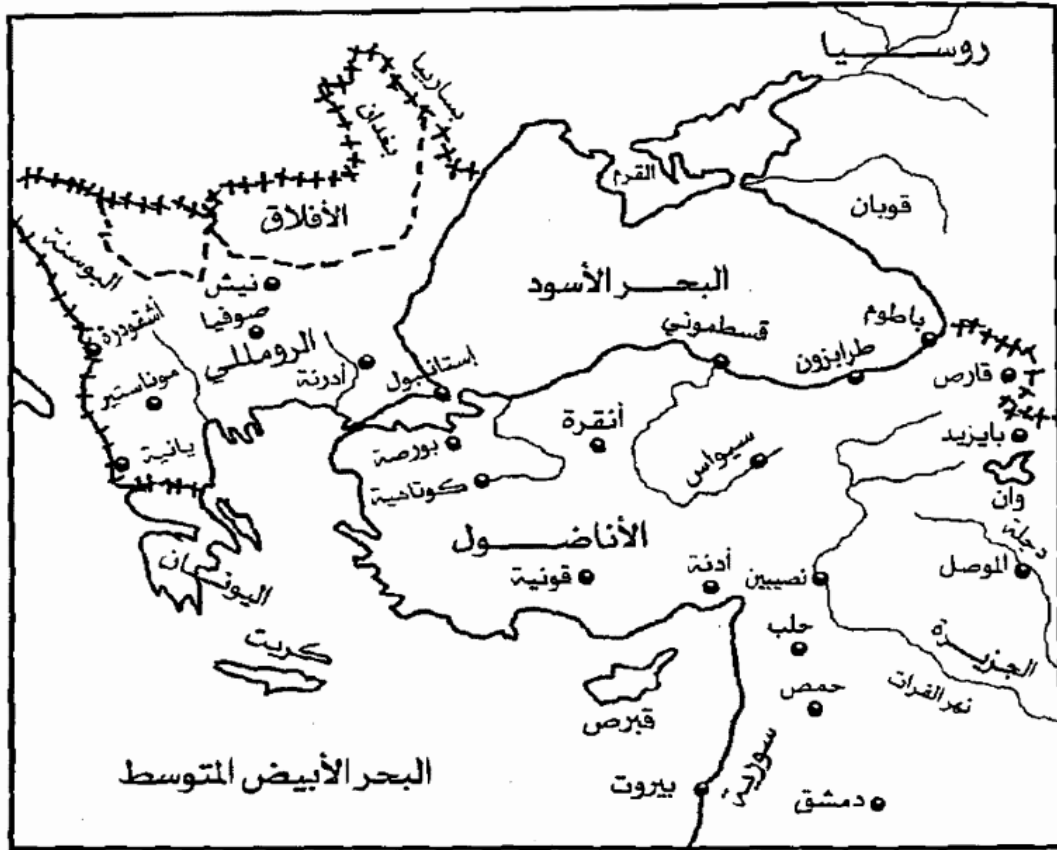 روسيا
بساربيا
بغدان
القرم
قوبان
الأفلاق
البوسنة
نيش
البحر الأسود
صوفيا
أشقودرة
قسطموني
باطوم
الروملي
أدرنة
إستانبول
طرابزون
قارص
موناستير
أنقرة
بايزيد
يانية
بورصة
سيواس
كوتاهية
وان
دجلة
الأناضول
الموصل
اليونان
قونية
أدنة
نصيبين
حلب
الجزيرة
كريت
حمص
نهر الفرات
قبرص
سورية
البحر الأبيض المتوسط
بيروت
دمشق